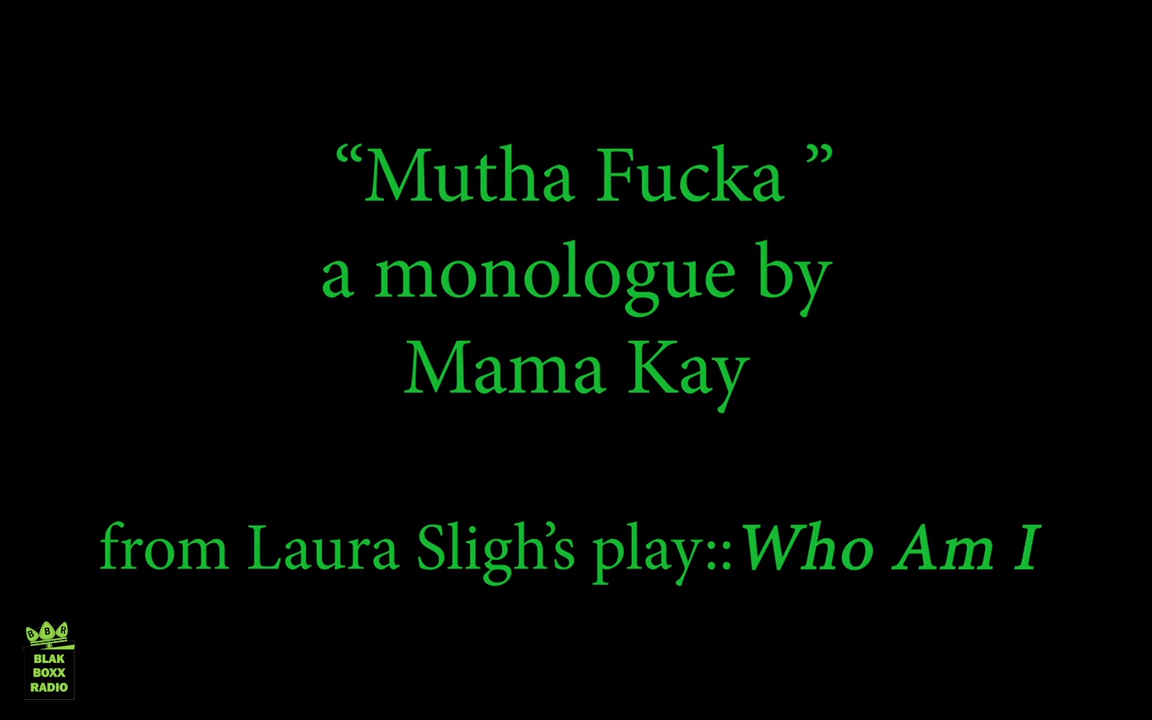 “Mutha Fucka ”
a monologue by
Mama Kay
from Laura Sligh’s play::Who Am I
B B R
BLAK
BOXX
RADIO